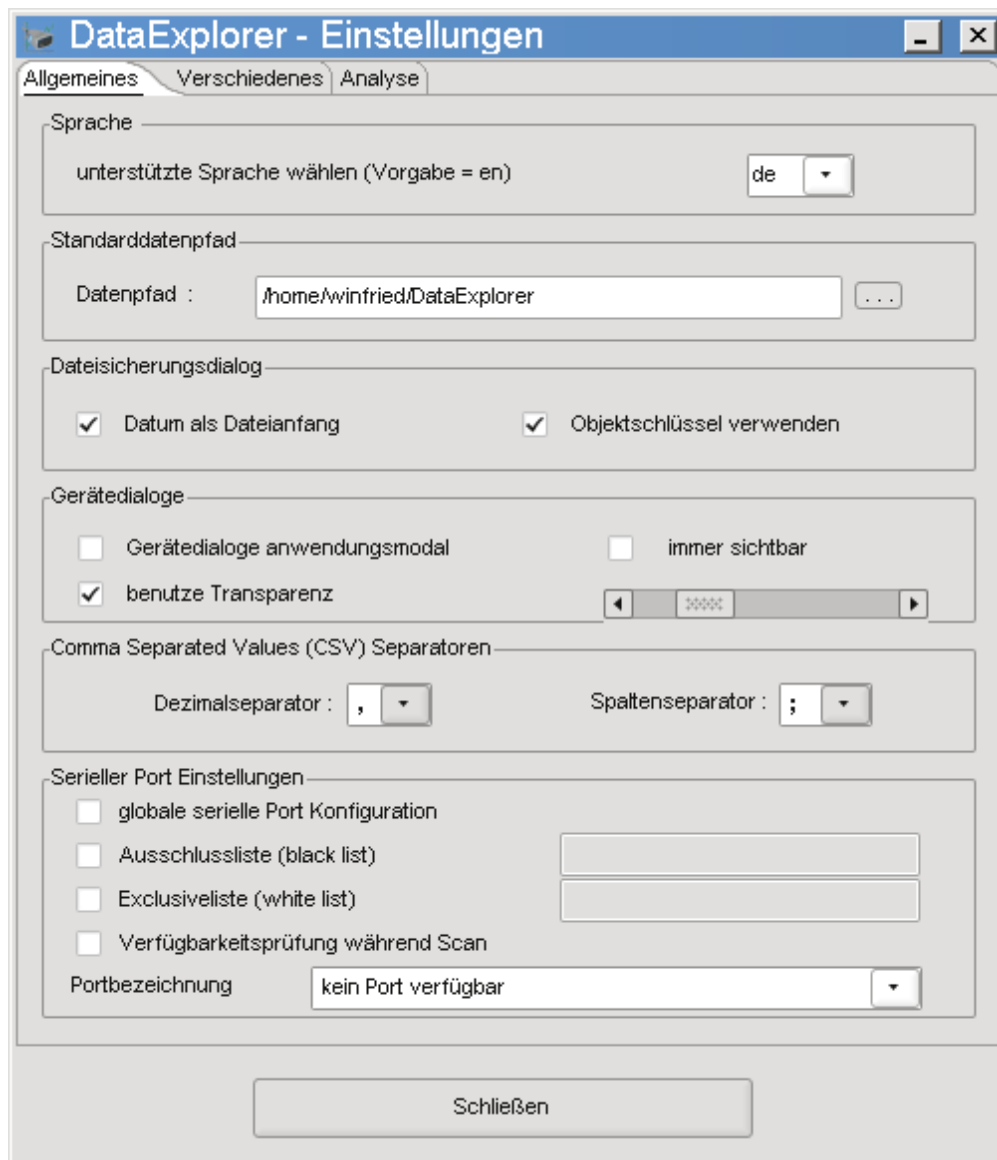 DataExplorer - Einstellungen
Allgemeines Verschiedenes Analyse
Sprache
unterstützte Sprache wählen (Vorgabe = en) de
Standarddatenpfad
Datenpfad : /home/winfried/DataExplorer ...
Dateisicherungsdialog
Datum als Dateianfang Objektschlüssel verwenden
Gerätedialoge
Gerätedialoge anwendungsmodal immer sichtbar
benutze Transparenz
Comma Separated Values (CSV) Separatoren
Dezimalseparator : , Spaltenseparator : ;
Serieller Port Einstellungen
globale serielle Port Konfiguration
Ausschlussliste (black list)
Exclusiveliste (white list)
Verfügbarkeitsprüfung während Scan
Portbezeichnung kein Port verfügbar
Schließen